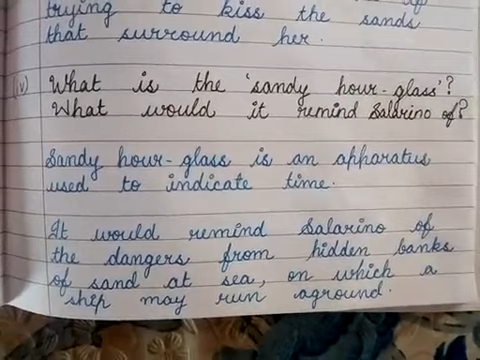 trying to kiss the sands
that surround her.
(iv) What is the 'sandy hour-glass'?
What would it remind Salarino of?
Sandy hour-glass is an apparatus
used to indicate time.
It would remind Salarino of
the dangers from hidden banks
of sand at sea, on which a
ship may run aground.